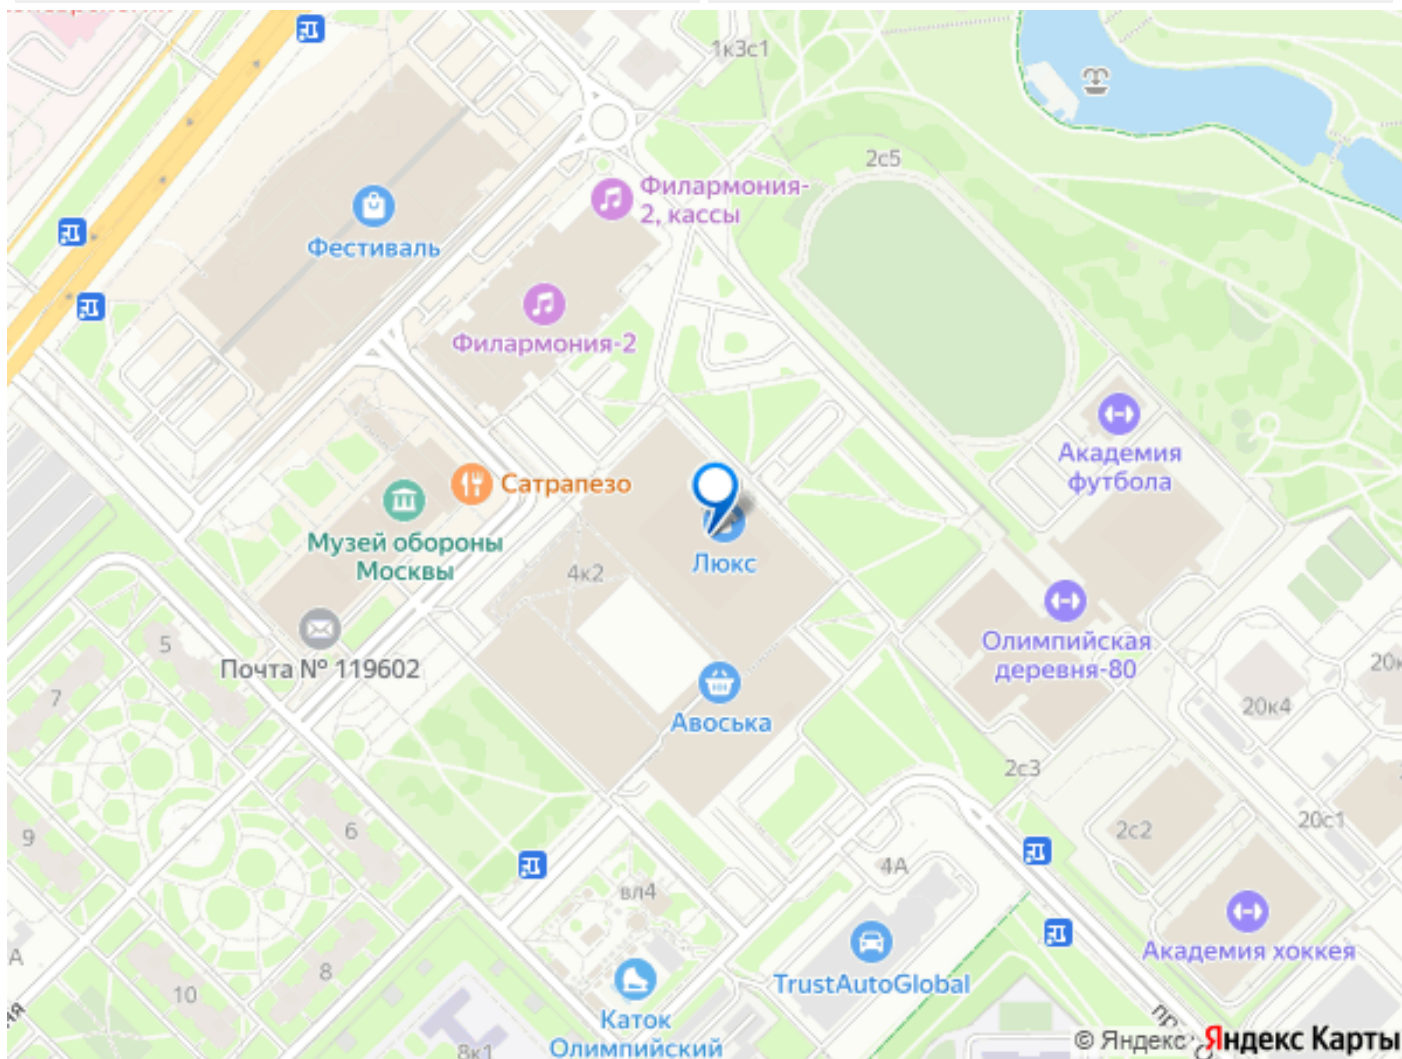 1к3с1
2с5
Филармония-
2, кассы
Фестиваль
Филармония-2
Академия
футбола
Сатрапезо
Музей обороны
Москвы
Люкс
4к2
Олимпийская
деревня-80
5
Почта № 119602
7
20к4
Авоська
2с3
9
6
2с2
20с1
4А
вл4
А
8
10
TrustAutoGlobal
Академия хоккея
Каток
Олимпийский
8к1
пр
© Яндекс
Яндекс Карты